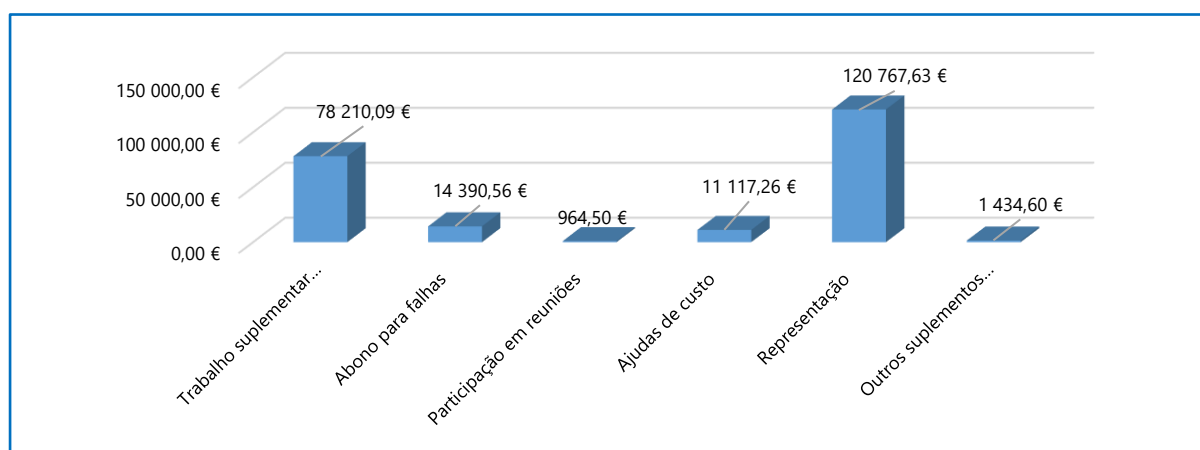 150 000,00 €
100 000,00 €
50 000,00 €
0,00 €
78 210,09 €
14 390,56 €
964,50 €
11 117,26 €
120 767,63 €
1 434,60 €
Trabalho suplementar...
Abono para falhas
Participação em reuniões
Ajudas de custo
Representação
Outros suplementos...